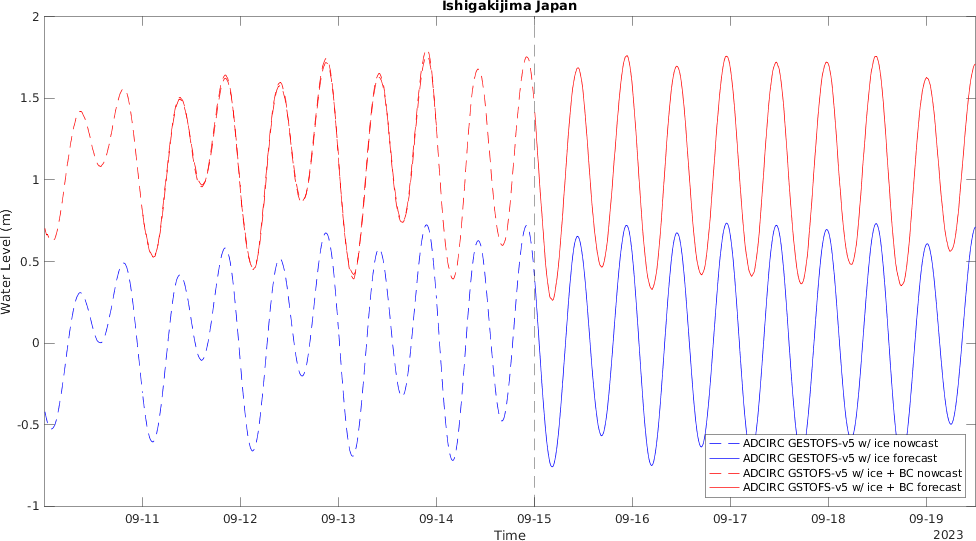 Ishigakijima Japan
Water Level (m)
2
1.5
1
0.5
0
-0.5
-1
ADCIRC GESTOFS-v5 w/ ice nowcast
ADCIRC GESTOFS-v5 w/ ice forecast
ADCIRC GSTOFS-v5 w/ ice + BC nowcast
ADCIRC GSTOFS-v5 w/ ice + BC forecast
09-11 09-12 09-13 09-14 09-15 09-16 09-17 09-18 09-19
Time
2023